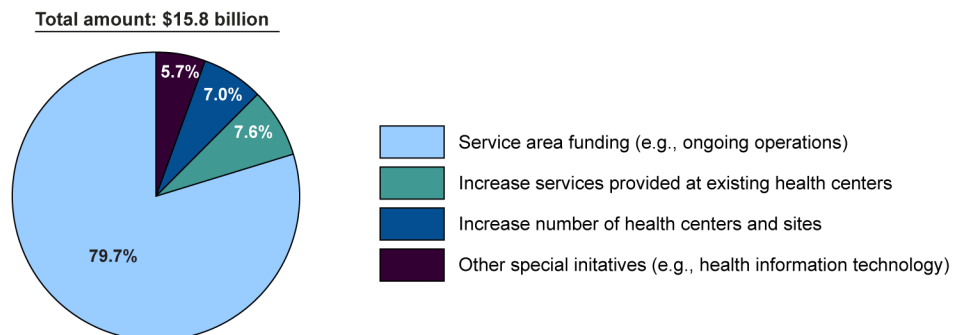 Total amount: $15.8 billion
5.7%
7.0%
7.6%
79.7%
Service area funding (e.g., ongoing operations)
Increase services provided at existing health centers
Increase number of health centers and sites
Other special initatives (e.g., health information technology)